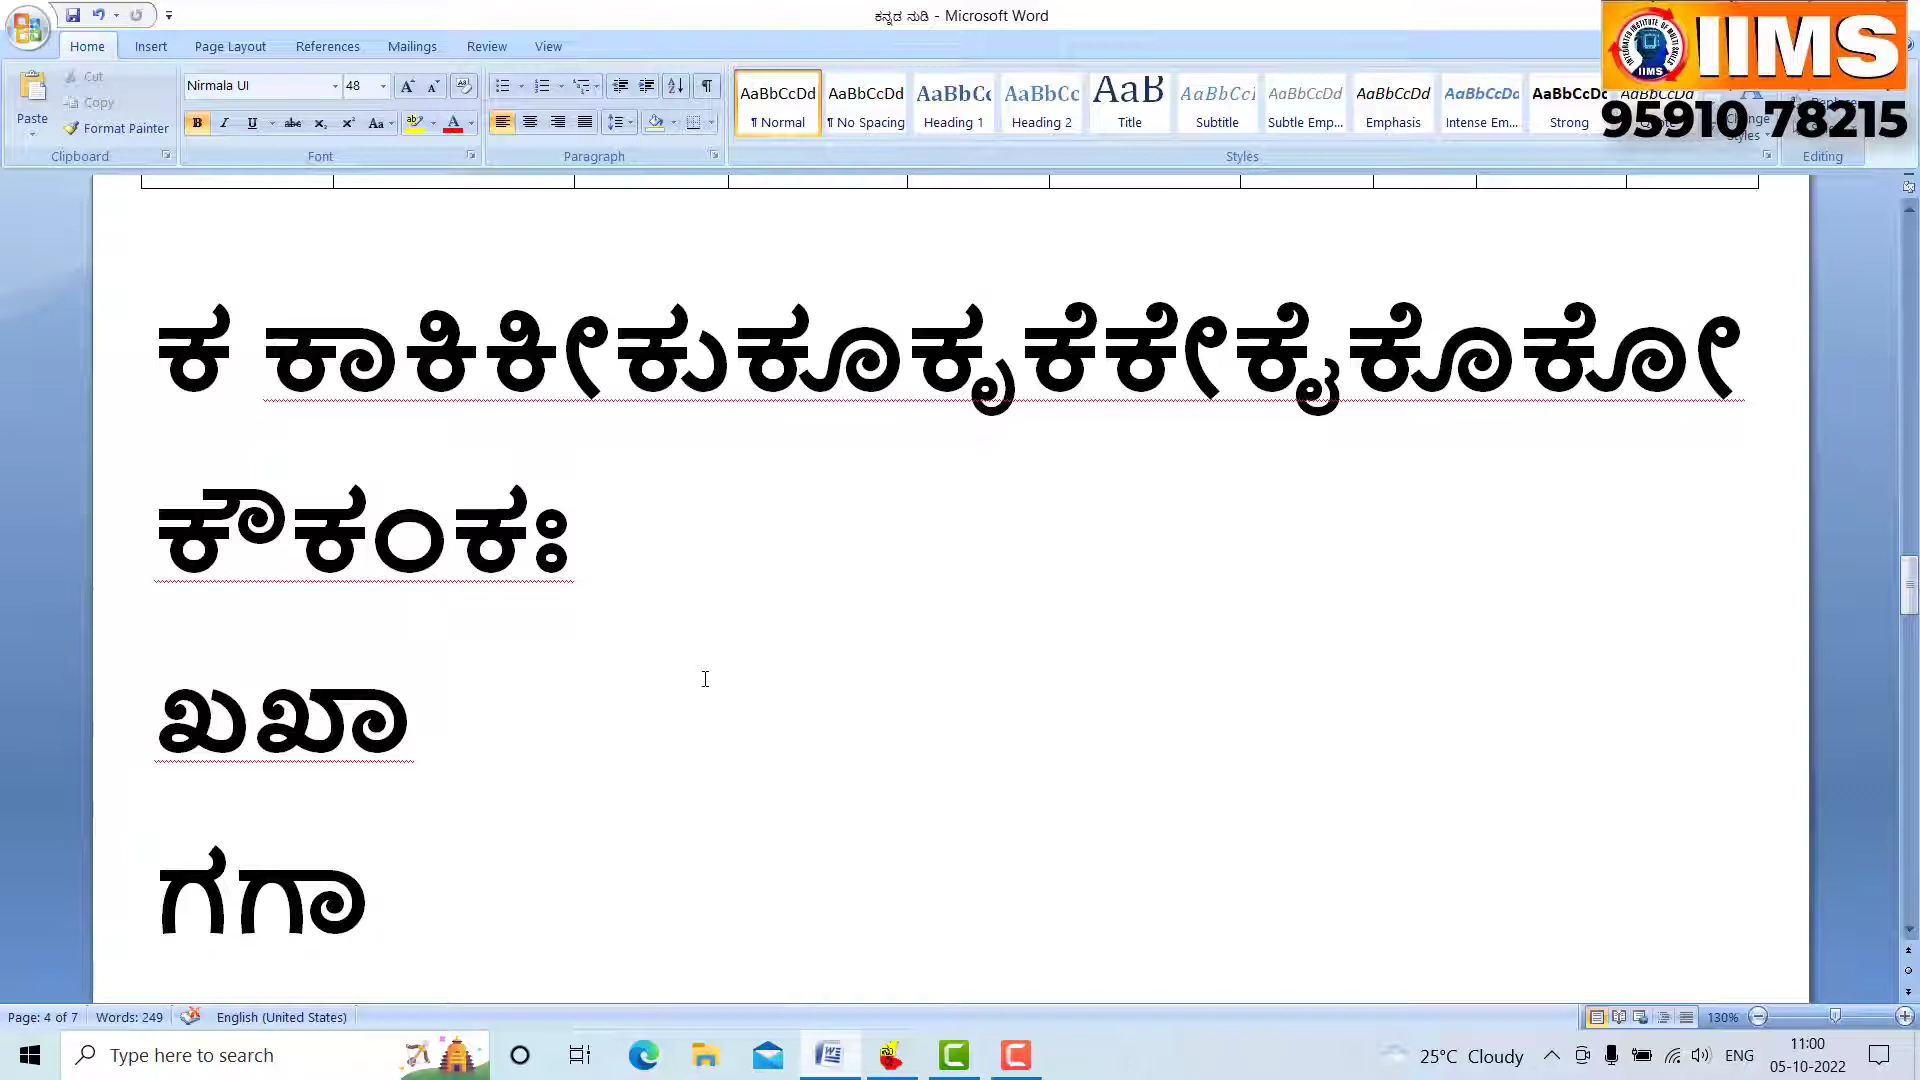 ಕನ್ನಡ ನುಡಿ - Microsoft Word
IIMS
95910 78215
Home Insert Page Layout References Mailings Review View
Paste
Cut
Copy
Format Painter
Clipboard
Nirmala UI 48
Font
Paragraph
AaBbCcDd AaBbCcDd AaBbCc AaBbCc AaB AaBbCcI AaBbCcDd AaBbCcDd AaBbCcDd AaBbCcDd AaBbCcDd
¶ Normal ¶ No Spacing Heading 1 Heading 2 Title Subtitle Subtle Emp... Emphasis Intense Em... Strong
Styles
Editing
ಕ ಕಾಕಿಕೀಕುಕೂಕೃಕೆಕೇಕೈಕೊಕೋ
ಕೌಕಂಕಃ
ಖಖಾ
ಗಗಾ
Page: 4 of 7 Words: 249 English (United States) 130%
Type here to search
25°C Cloudy ENG 11:00
05-10-2022